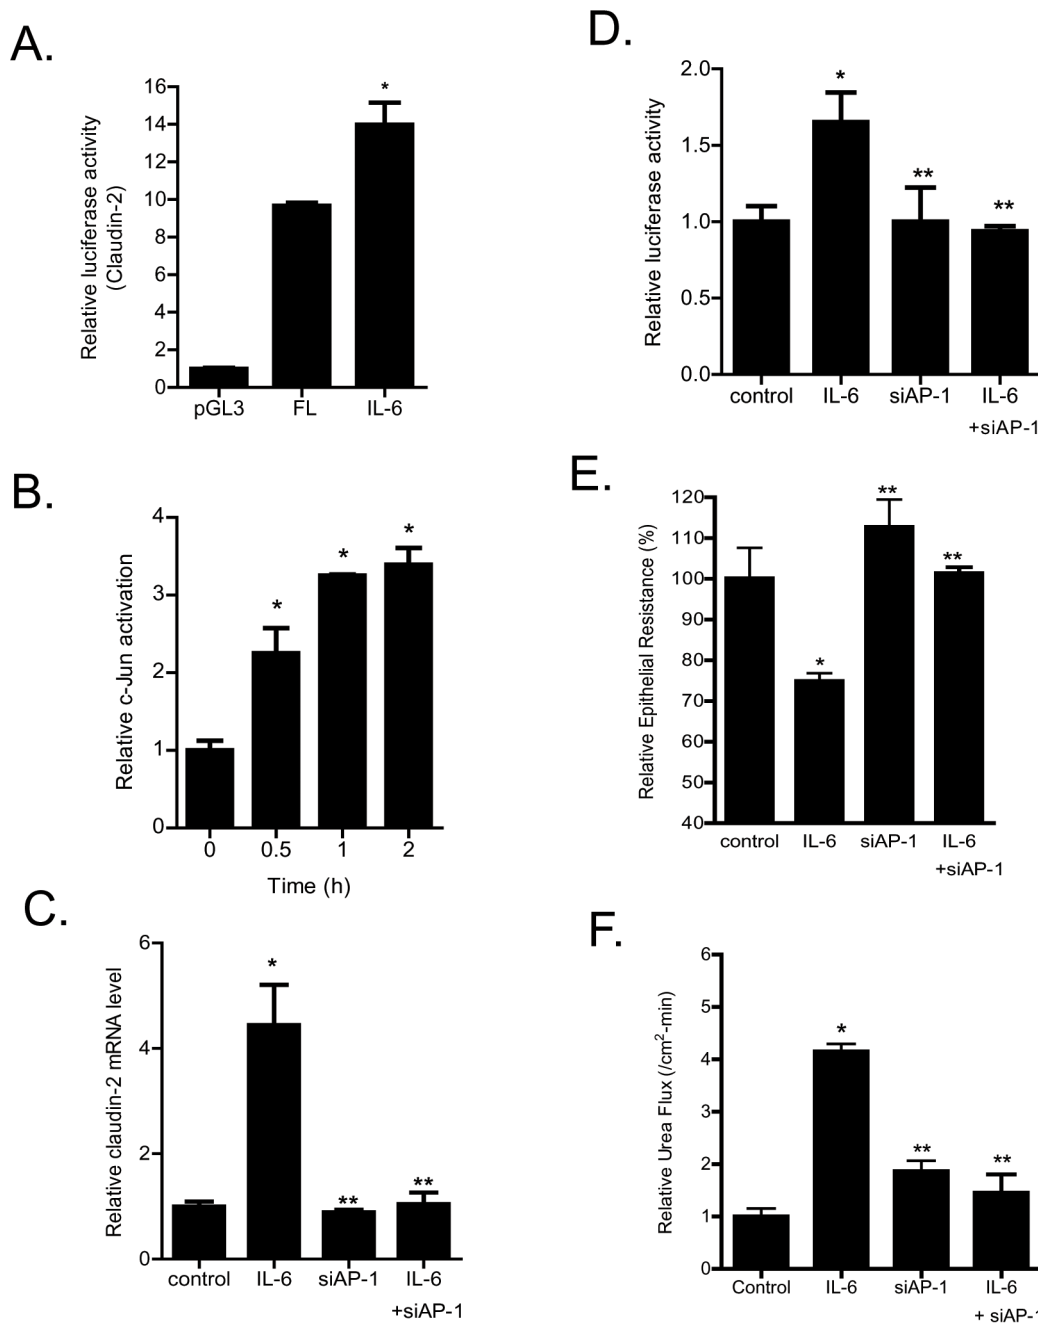 A.
Relative luciferase activity
(Claudin-2)
16
14
12
10
8
6
4
2
0
*
pGL3 FL IL-6
B.
Relative c-Jun activation
4
3
2
1
0
* * *
0 0.5 1 2
Time (h)
C.
Relative claudin-2 mRNA level
6
4
2
0
* ** **
control IL-6 siAP-1 IL-6
+siAP-1
D.
Relative luciferase activity
2.0
1.5
1.0
0.5
0.0
* ** **
control IL-6 siAP-1 IL-6
+siAP-1
E.
Relative Epithelial Resistance (%)
120
110
100
90
80
70
60
50
40
* ** **
control IL-6 siAP-1 IL-6
+siAP-1
F.
Relative Urea Flux (/cm²-min)
6
5
4
3
2
1
0
* ** **
Control IL-6 siAP-1 IL-6
+ siAP-1